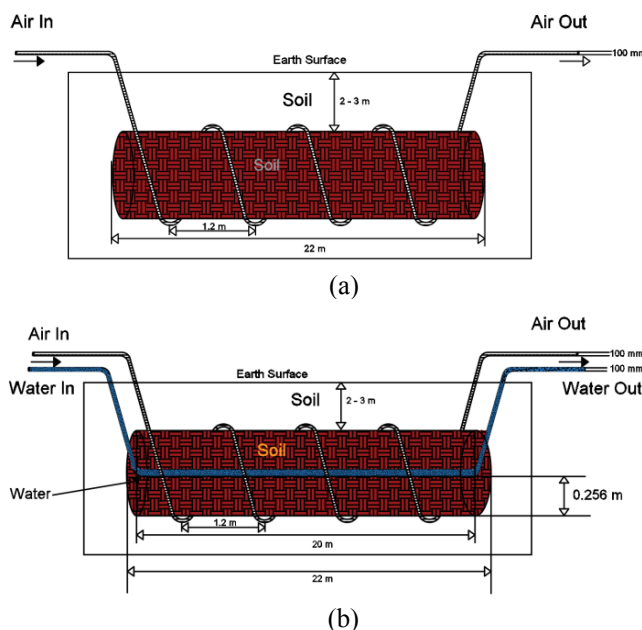 Air In
Air Out
100 mm
Earth Surface
Soil
2 - 3 m
Soil
1.2 m
22 m
(a)
Air In
Air Out
100 mm
Water In
Earth Surface
100 mm
Water Out
Soil
2 - 3 m
Soil
Water
0.256 m
1.2 m
20 m
22 m
(b)